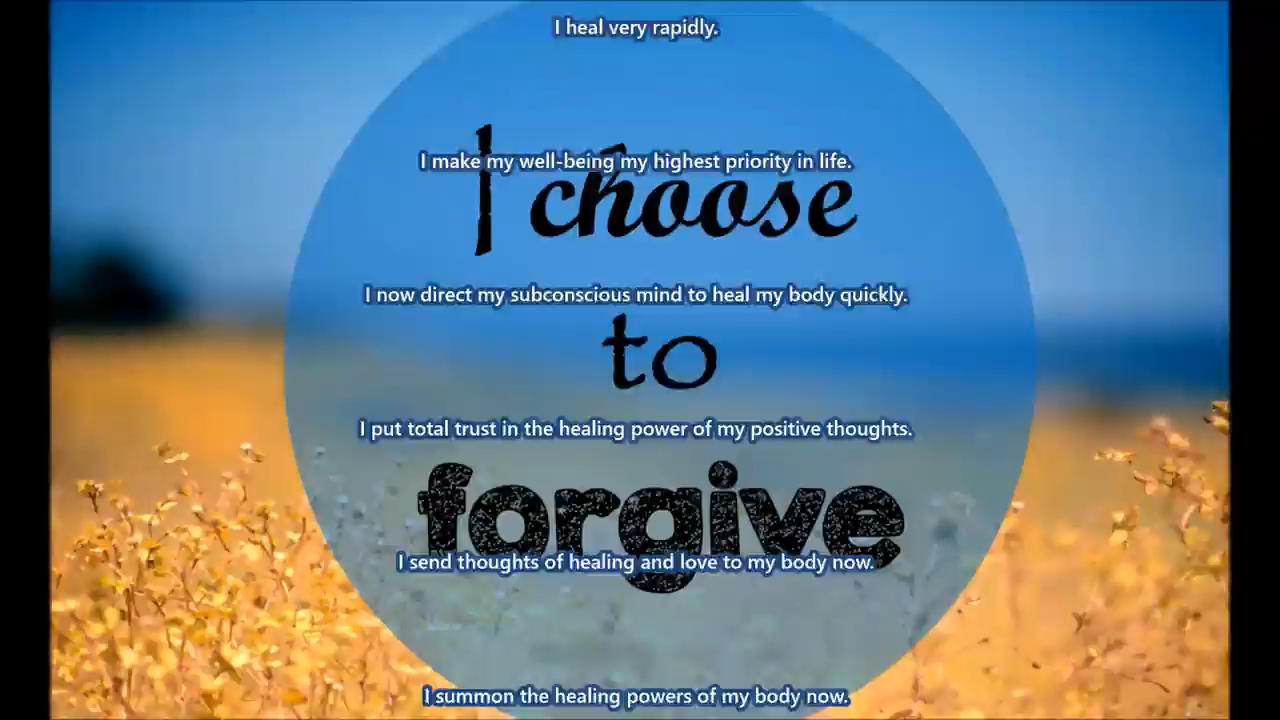 I heal very rapidly.
I make my well-being my highest priority in life.
I choose
I now direct my subconscious mind to heal my body quickly.
to
I put total trust in the healing power of my positive thoughts.
forgive
I send thoughts of healing and love to my body now.
I summon the healing powers of my body now.